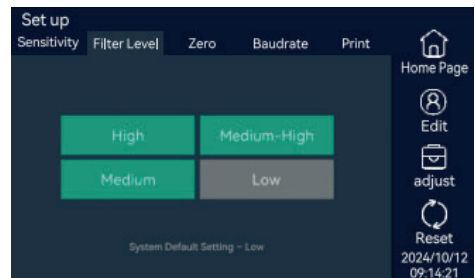 Set up
Sensitivity Filter Level Zero Baudrate Print
Home Page
Edit
High Medium-High
Medium Low
adjust
System Default Setting - Low
Reset
2024/10/12
09:14:21